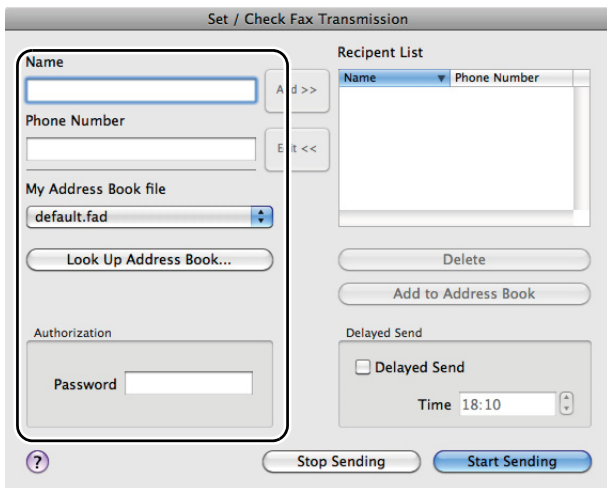 Set / Check Fax Transmission
Name
Phone Number
My Address Book file
default.fad
Look Up Address Book...
Authorization
Password
Add >>
Edit <<
Recipent List
Name Phone Number
Delete
Add to Address Book
Delayed Send
Delayed Send
Time 18:10
?
Stop Sending
Start Sending